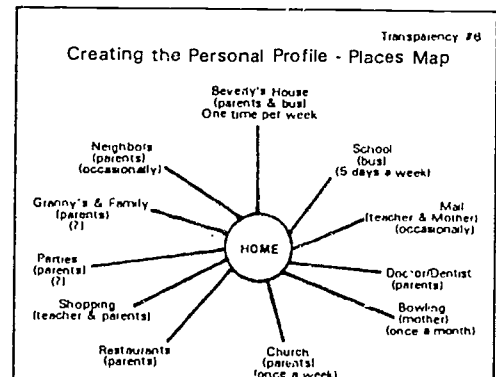 Transparency #6
Creating the Personal Profile - Places Map
Beverly's House
(parents & bus)
One time per week
School
(bus)
(5 days a week)
Mail
(teacher & Mother)
(occasionally)
Doctor/Dentist
(parents)
Bowling
(mother)
(once a month)
Church
(parents)
(once a week)
Restaurants
(parents)
Shopping
(teacher & parents)
Parties
(parents)
(?)
Granny's & Family
(parents)
(?)
Neighbors
(parents)
(occasionally)
HOME